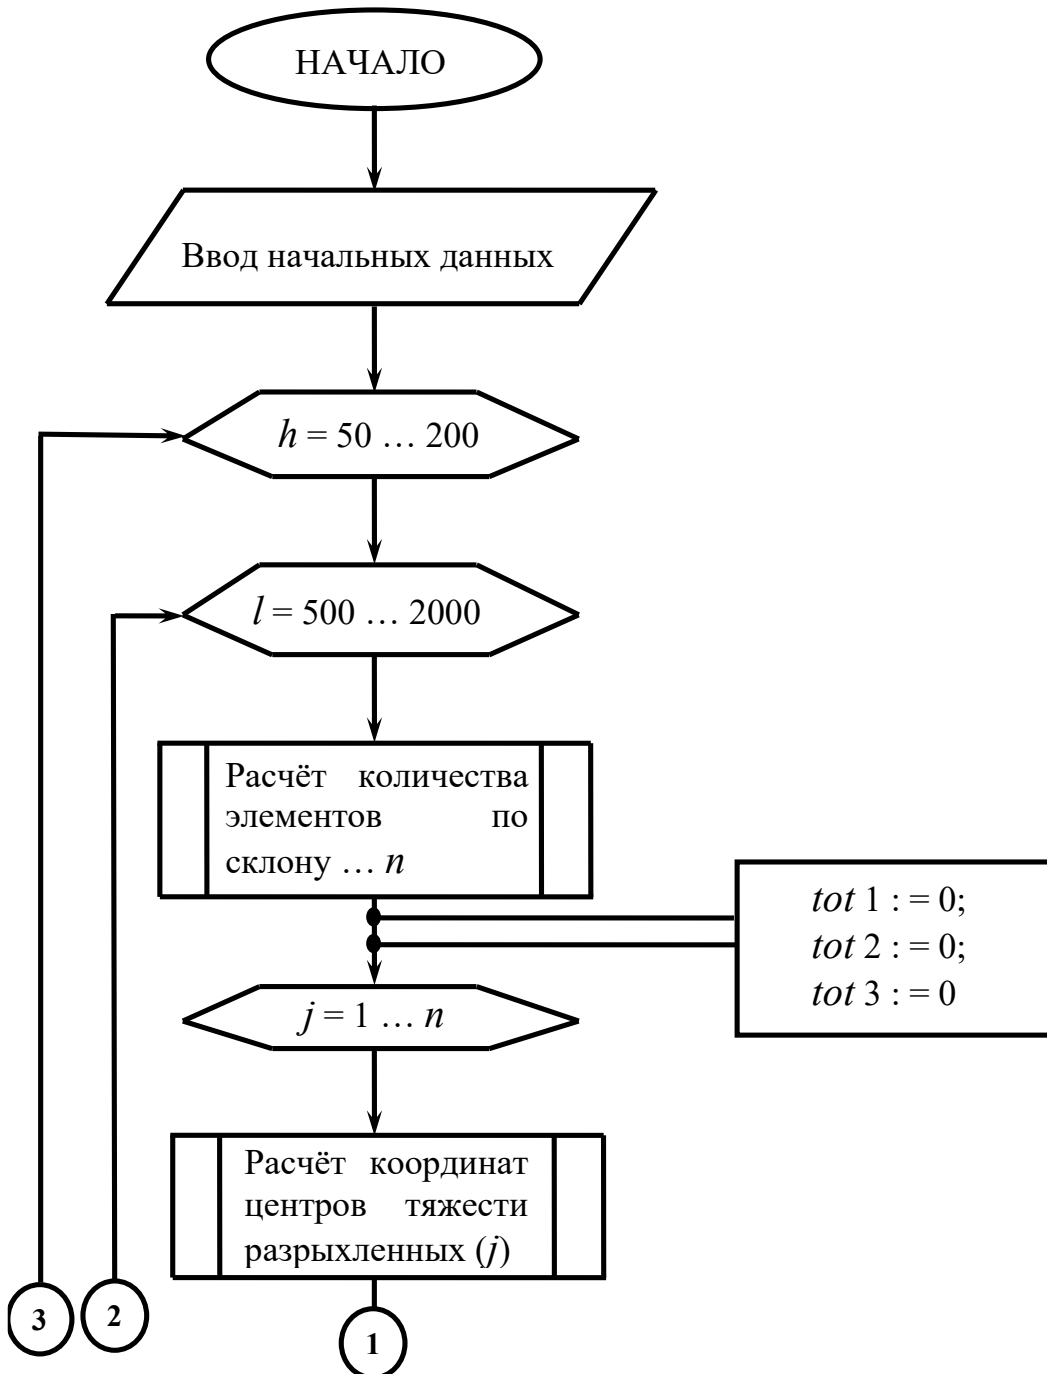 НАЧАЛО
Ввод начальных данных
h = 50 … 200
l = 500 … 2000
Расчёт количества
элементов по
склону … n
tot 1 : = 0;
tot 2 : = 0;
tot 3 : = 0
j = 1 … n
Расчёт координат
центров тяжести
разрыхленных (j)
3
2
1